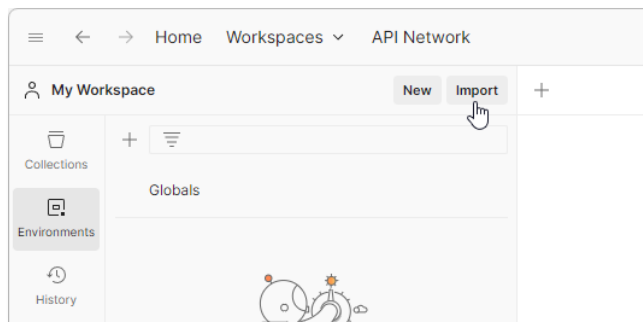 Home Workspaces API Network
My Workspace New Import
Collections
Globals
Environments
History